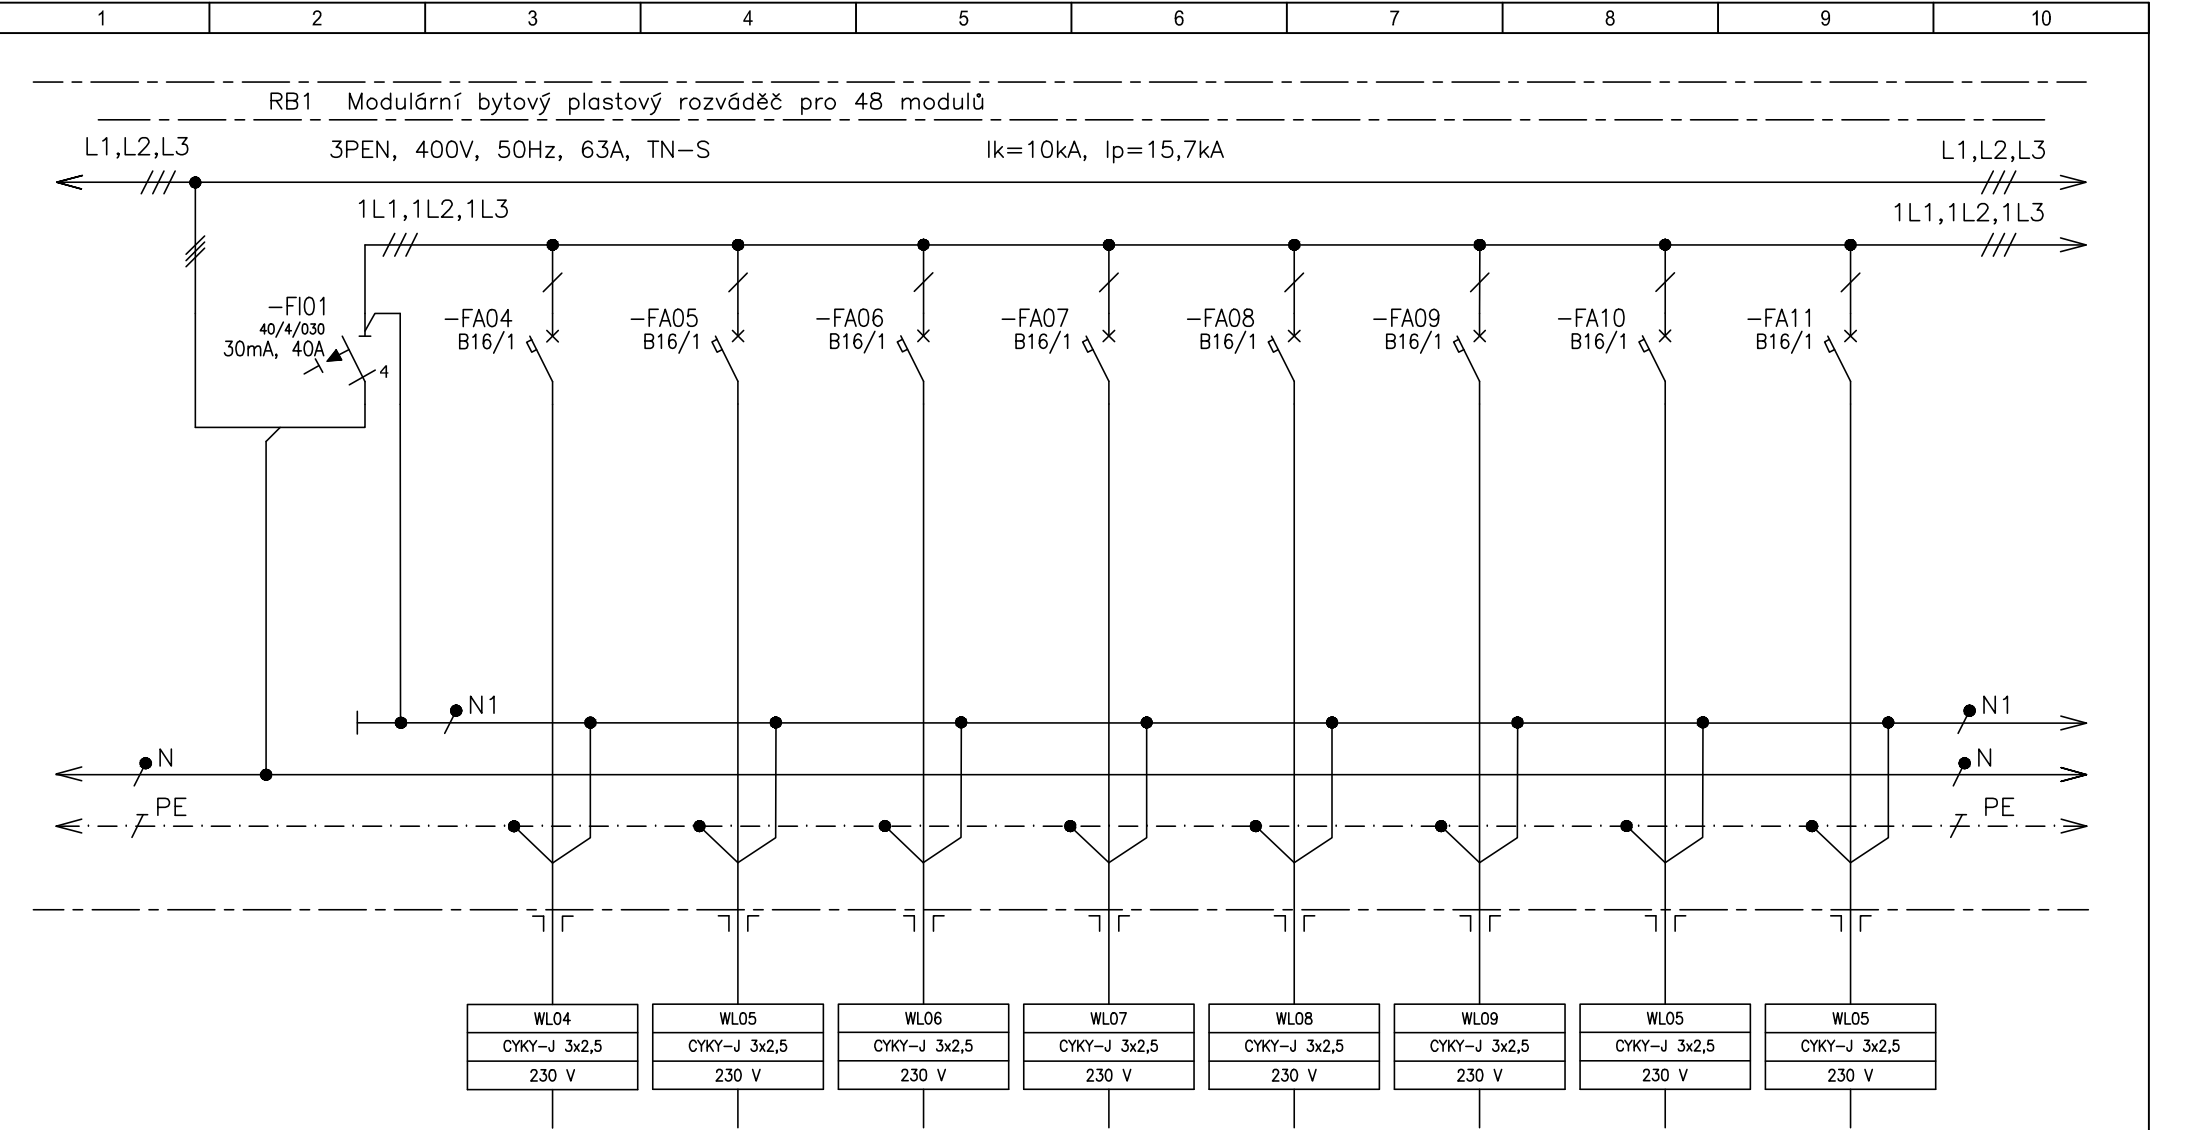 1 2 3 4 5 6 7 8 9 10
RB1 Modulární bytový plastový rozváděč pro 48 modulů
L1,L2,L3 3PEN, 400V, 50Hz, 63A, TN-S Ik=10kA, Ip=15,7kA L1,L2,L3
1L1,1L2,1L3 1L1,1L2,1L3
-FI01
40/4/030
30mA, 40A
4
-FA04 -FA05 -FA06 -FA07 -FA08 -FA09 -FA10 -FA11
B16/1 B16/1 B16/1 B16/1 B16/1 B16/1 B16/1 B16/1
N1 N1
N N
PE PE
WL04 WL05 WL06 WL07 WL08 WL09 WL05 WL05
CYKY-J 3x2,5 CYKY-J 3x2,5 CYKY-J 3x2,5 CYKY-J 3x2,5 CYKY-J 3x2,5 CYKY-J 3x2,5 CYKY-J 3x2,5 CYKY-J 3x2,5
230 V 230 V 230 V 230 V 230 V 230 V 230 V 230 V